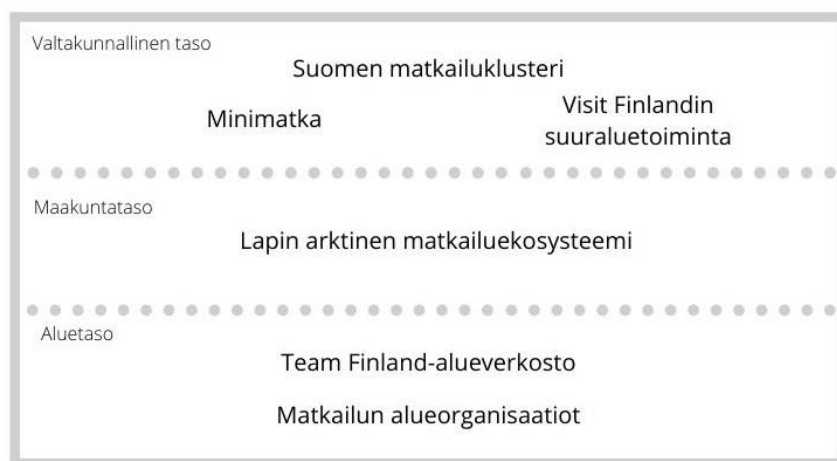 Valtakunnallinen taso
Suomen matkailuklusteri
Minimatka
Visit Finlandin
suuraluetoiminta
Maakuntataso
Lapin arktinen matkailuekosysteemi
Aluetaso
Team Finland-alueverkosto
Matkailun alueorganisaatiot